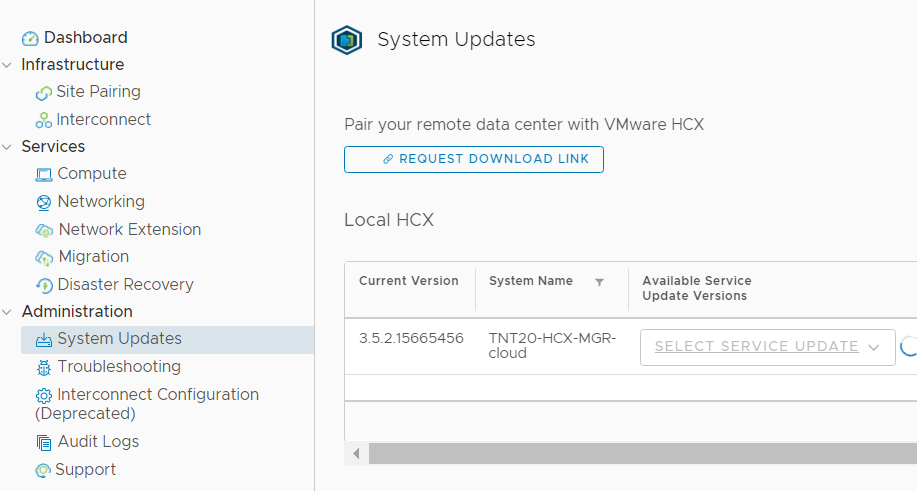 Dashboard
Infrastructure
Site Pairing
Interconnect
Services
Compute
Networking
Network Extension
Migration
Disaster Recovery
Administration
System Updates
Troubleshooting
Interconnect Configuration
(Deprecated)
Audit Logs
Support
System Updates
Pair your remote data center with VMware HCX
REQUEST DOWNLOAD LINK
Local HCX
Current Version
System Name
Available Service
Update Versions
3.5.2.15665456
TNT20-HCX-MGR-
cloud
SELECT SERVICE UPDATE